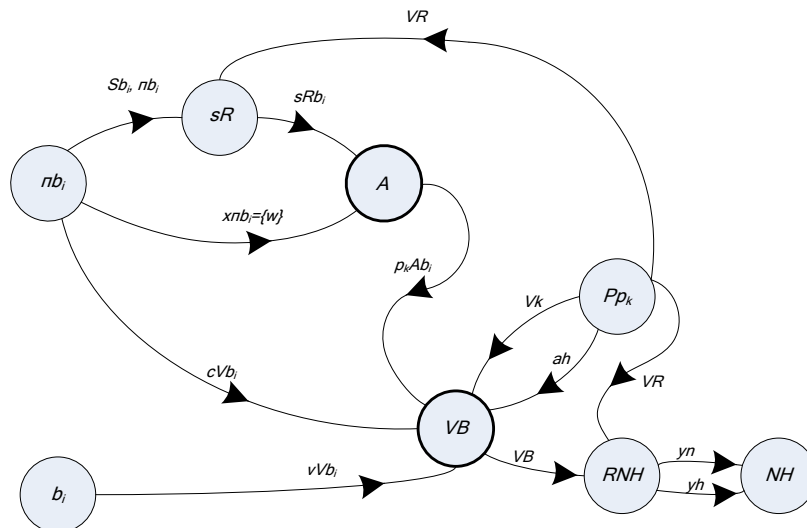 VR
Sbᵢ, пbᵢ
sR
sRbᵢ
пbᵢ
A
xпbᵢ={w}
pₖAbᵢ
Ppₖ
Vk
ah
cVbᵢ
VR
VB
VB
vVbᵢ
bᵢ
RNH
yn
yh
NH